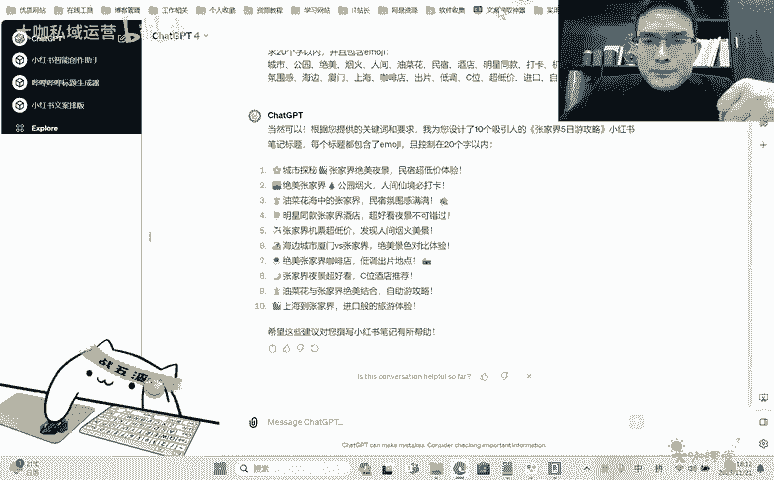 优质网站 在线工具 博客管理 工作相关 个人收藏 资源教程 学习网站 IT站长 网易资源 软件收费
大咖私域运营
ChatGPT
ChatGPT 4
小红书智能创作助手
哔哔哔哔标题生成器
小红书文案排版
Explore
求20个字以内，并且包含emoji：
城市、公园、绝美、烟火、人间、油菜花、民宿、酒店、明星同款、打卡、
氛围感、海边、厦门、上海、咖啡店、出片、低调、C位、超低价、进口、自
ChatGPT
当然可以！根据您提供的关键词和要求，我为您设计了10个吸引人的《张家界5日游攻略》小红书
笔记标题，每个标题都包含了emoji，且控制在20个字以内：
1. 城市探秘 张家界绝美夜景，民宿超低价体验！
2. 绝美张家界 公园烟火，人间仙境必打卡！
3. 油菜花海中的张家界，民宿氛围感满满！
4. 明星同款张家界酒店，超好看夜景不可错过！
5. 张家界机票超低价，发现人间烟火美景！
6. 海边城市厦门vs张家界，绝美景色对比体验！
7. 绝美张家界咖啡店，低调出片地点！
8. 张家界夜景超好看，C位酒店推荐！
9. 油菜花与张家界绝美结合，自助游攻略！
10. 上海到张家界，进口般的旅游体验！
希望这些建议对您撰写小红书笔记有所帮助！
Is this conversation helpful so far?
Message ChatGPT...
ChatGPT can make mistakes. Consider checking important information.
搜索
21°C
中 拼
18:12
2023/11/21